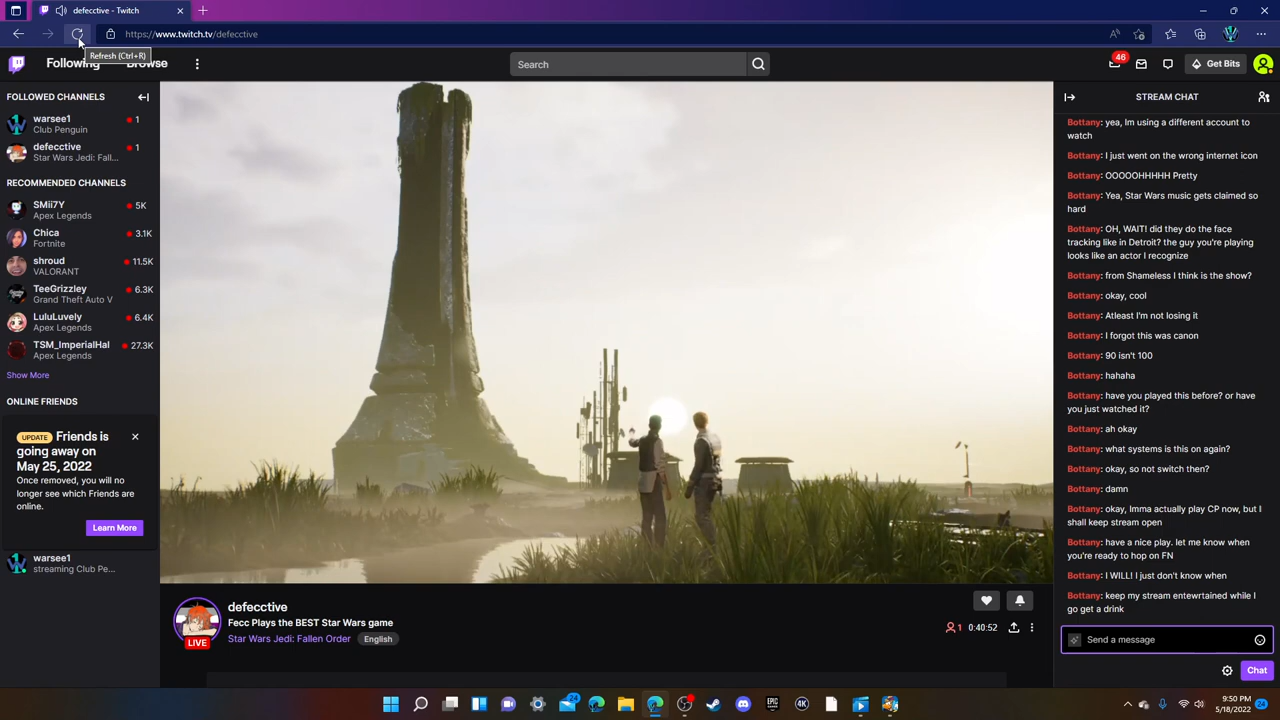 defecctive - Twitch
https://www.twitch.tv/defecctive
Refresh (Ctrl+R)
Following
Browse
Search
46
Get Bits
FOLLOWED CHANNELS
warsee1
1
Club Penguin
defecctive
1
Star Wars Jedi: Fall...
RECOMMENDED CHANNELS
SMii7Y
5K
Apex Legends
Chica
3.1K
Fortnite
shroud
11.5K
VALORANT
TeeGrizzley
6.3K
Grand Theft Auto V
LuluLuvely
6.4K
Apex Legends
TSM_ImperialHal
27.3K
Apex Legends
Show More
ONLINE FRIENDS
UPDATE Friends is
going away on
May 25, 2022
Once removed, you will no
longer see which Friends are
online.
Learn More
warsee1
streaming Club Pe...
LIVE
defecctive
Fecc Plays the BEST Star Wars game
Star Wars Jedi: Fallen Order
English
1
0:40:52
STREAM CHAT
Bottany: yea, Im using a different account to
watch
Bottany: I just went on the wrong internet icon
Bottany: OOOOOHHHHH Pretty
Bottany: Yea, Star Wars music gets claimed so
hard
Bottany: OH, WAIT! did they do the face
tracking like in Detroit? the guy you're playing
looks like an actor I recognize
Bottany: from Shameless I think is the show?
Bottany: okay, cool
Bottany: Atleast I'm not losing it
Bottany: I forgot this was canon
Bottany: 90 isn't 100
Bottany: hahaha
Bottany: have you played this before? or have
you just watched it?
Bottany: ah okay
Bottany: what systems is this on again?
Bottany: okay, so not switch then?
Bottany: damn
Bottany: okay, Imma actually play CP now, but I
shall keep stream open
Bottany: have a nice play. let me know when
you're ready to hop on FN
Bottany: I WILL! I just don't know when
Bottany: keep my stream entewrtained while I
go get a drink
Send a message
Chat
24
EPIC
GAMES
4K
9:50 PM
5/18/2022
24